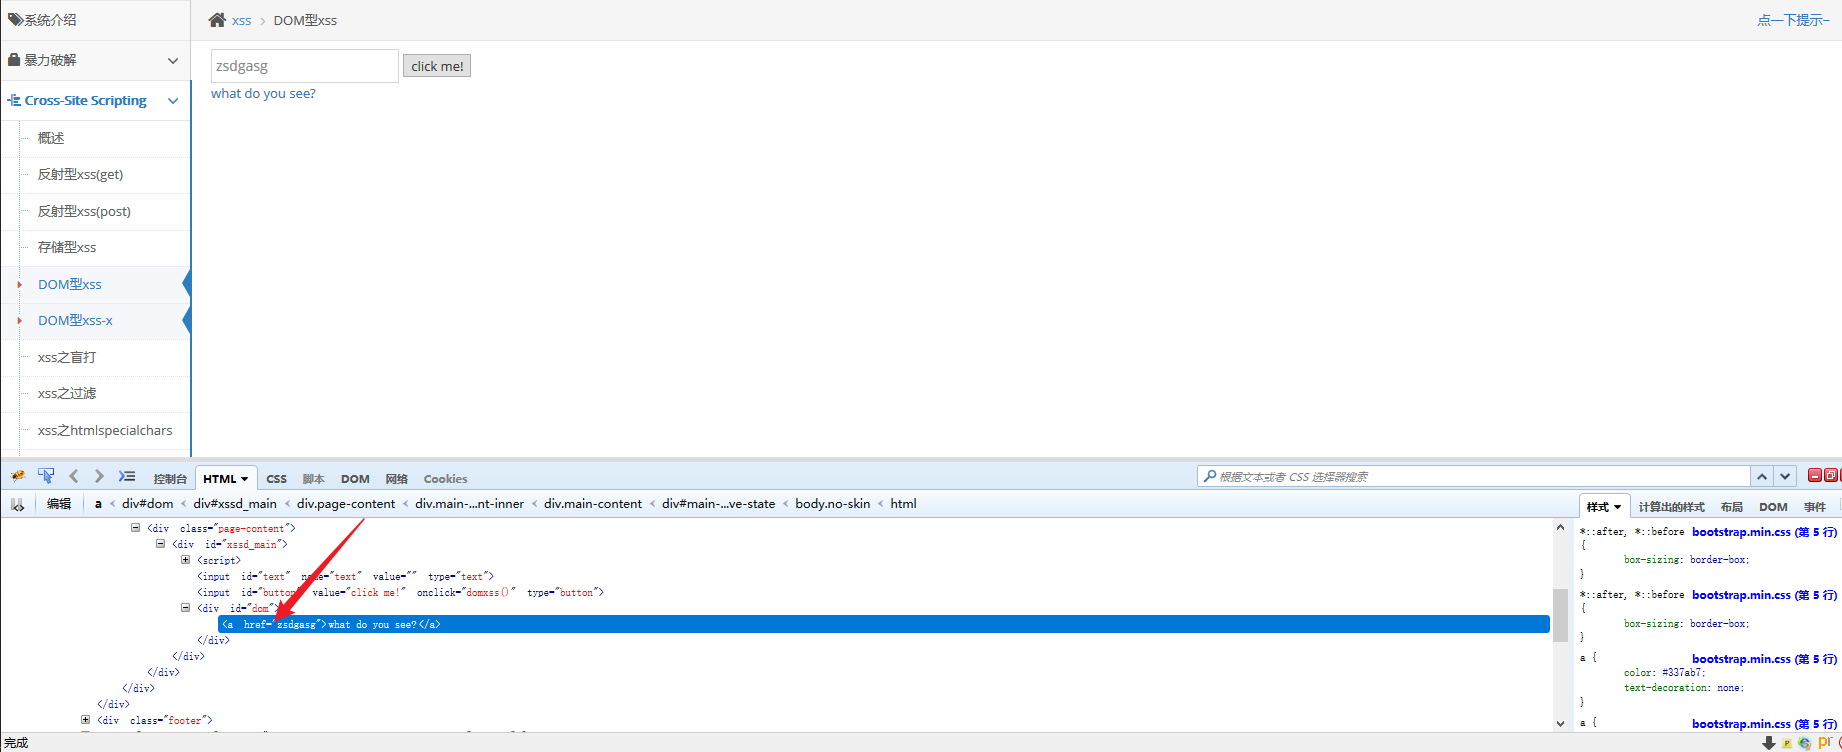 系统介绍
xss > DOM型xss
点一下提示~
暴力破解
zsdgasg
click me!
what do you see?
Cross-Site Scripting
概述
反射型xss(get)
反射型xss(post)
存储型xss
DOM型xss
DOM型xss-x
xss之盲打
xss之过滤
xss之htmlspecialchars
控制台 HTML CSS 脚本 DOM 网络 Cookies
根据文本或者 CSS 选择器搜索
编辑 a < div#dom < div#xssd_main < div.page-content < div.main-...nt-inner < div.main-content < div#main-...ve-state < body.no-skin < html
样式 计算出的样式 布局 DOM 事件
<div class="page-content">
<div id="xssd_main">
<script>
<input id="text" name="text" value="" type="text">
<input id="button" value="click me!" onclick="domxss()" type="button">
<div id="dom">
<a href="zsdgasg">what do you see?</a>
</div>
</div>
</div>
</div>
</div>
<div class="footer">
*::after, *::before bootstrap.min.css (第 5 行)
{
box-sizing: border-box;
}
*::after, *::before bootstrap.min.css (第 5 行)
{
box-sizing: border-box;
}
a { bootstrap.min.css (第 5 行)
color: #337ab7;
text-decoration: none;
}
a { bootstrap.min.css (第 5 行)
完成